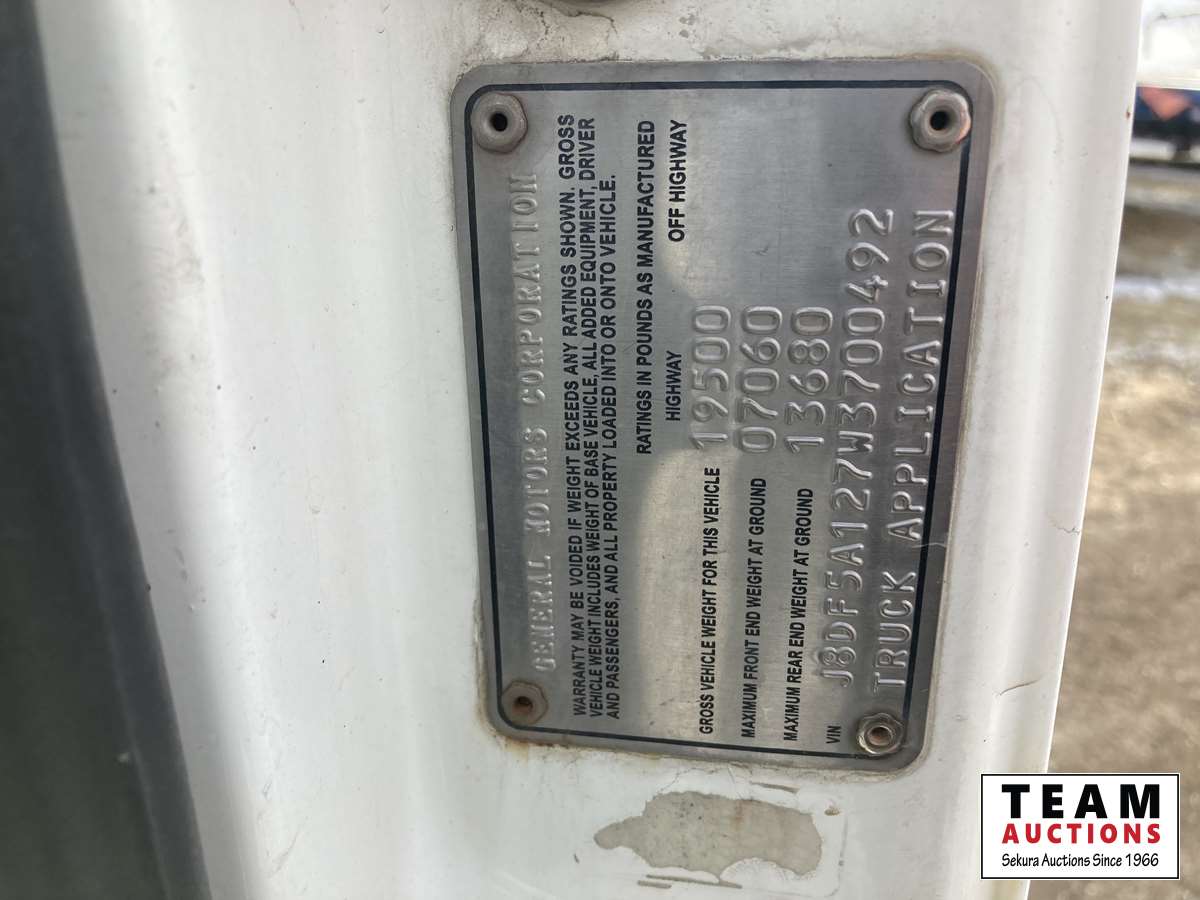 GENERAL MOTORS CORPORATION
WARRANTY MAY BE VOIDED IF WEIGHT EXCEEDS ANY RATINGS SHOWN. GROSS
VEHICLE WEIGHT INCLUDES WEIGHT OF BASE VEHICLE, ALL ADDED EQUIPMENT, DRIVER
AND PASSENGERS, AND ALL PROPERTY LOADED INTO OR ONTO VEHICLE.
RATINGS IN POUNDS AS MANUFACTURED
HIGHWAY OFF HIGHWAY
GROSS VEHICLE WEIGHT FOR THIS VEHICLE 19500
MAXIMUM FRONT END WEIGHT AT GROUND 07060
MAXIMUM REAR END WEIGHT AT GROUND 13680
VIN J8DF5A127W3700492
TRUCK APPLICATION
TEAM
AUCTIONS
Sekura Auctions Since 1966